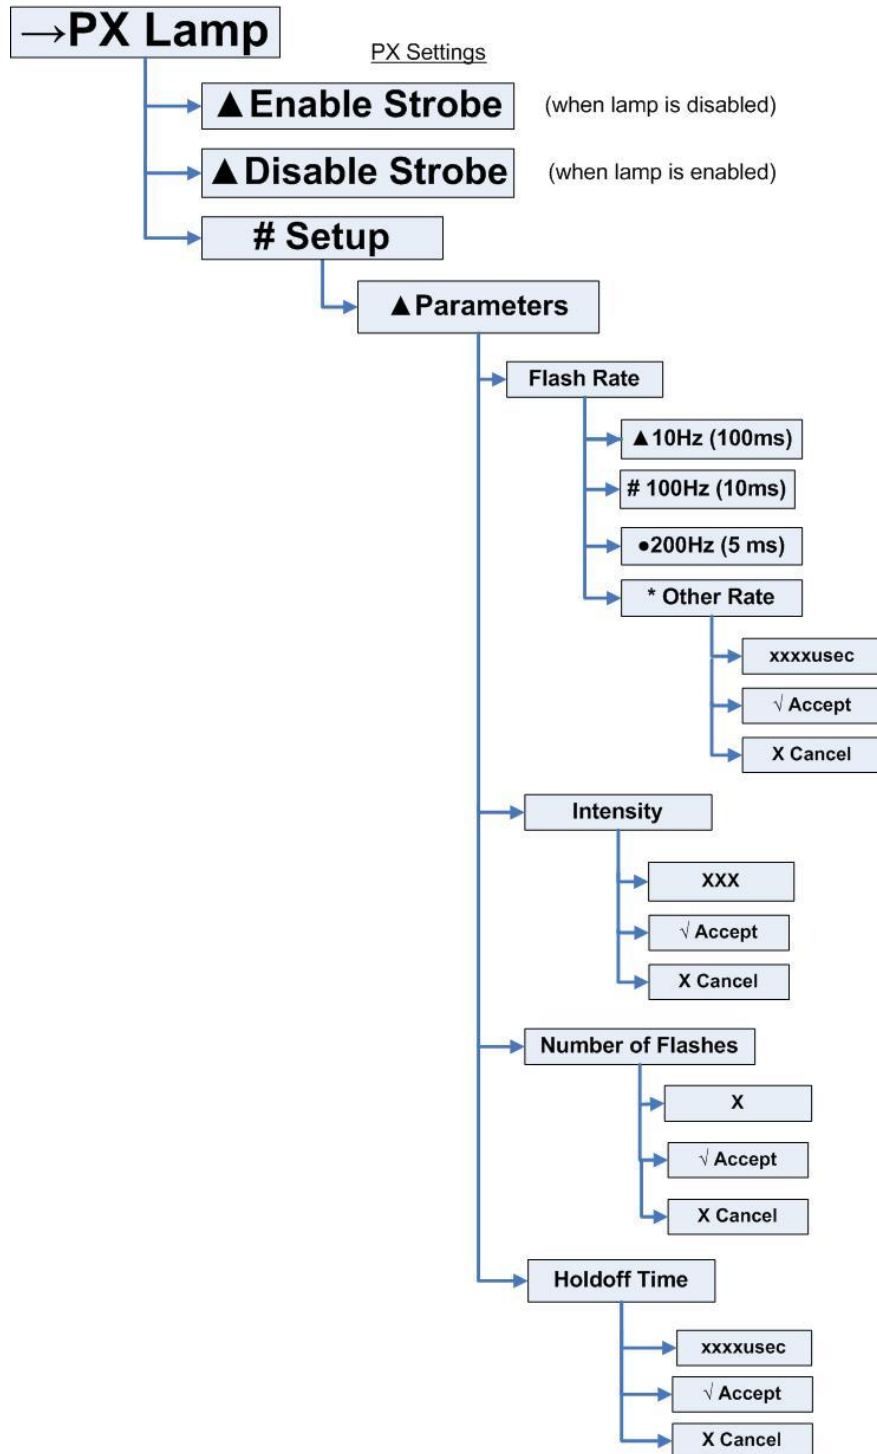 →PX Lamp
PX Settings
▲Enable Strobe (when lamp is disabled)
▲Disable Strobe (when lamp is enabled)
# Setup
▲Parameters
Flash Rate
▲10Hz (100ms)
# 100Hz (10ms)
●200Hz (5 ms)
* Other Rate
xxxxusec
√ Accept
X Cancel
Intensity
XXX
√ Accept
X Cancel
Number of Flashes
X
√ Accept
X Cancel
Holdoff Time
xxxxusec
√ Accept
X Cancel